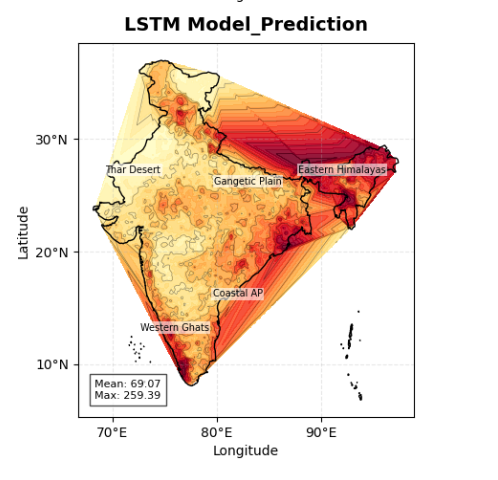 LSTM Model_Prediction
30°N
20°N
10°N
Latitude
Thar Desert
Gangetic Plain
Eastern Himalayas
Coastal AP
Western Ghats
Mean: 69.07
Max: 259.39
70°E
80°E
90°E
Longitude